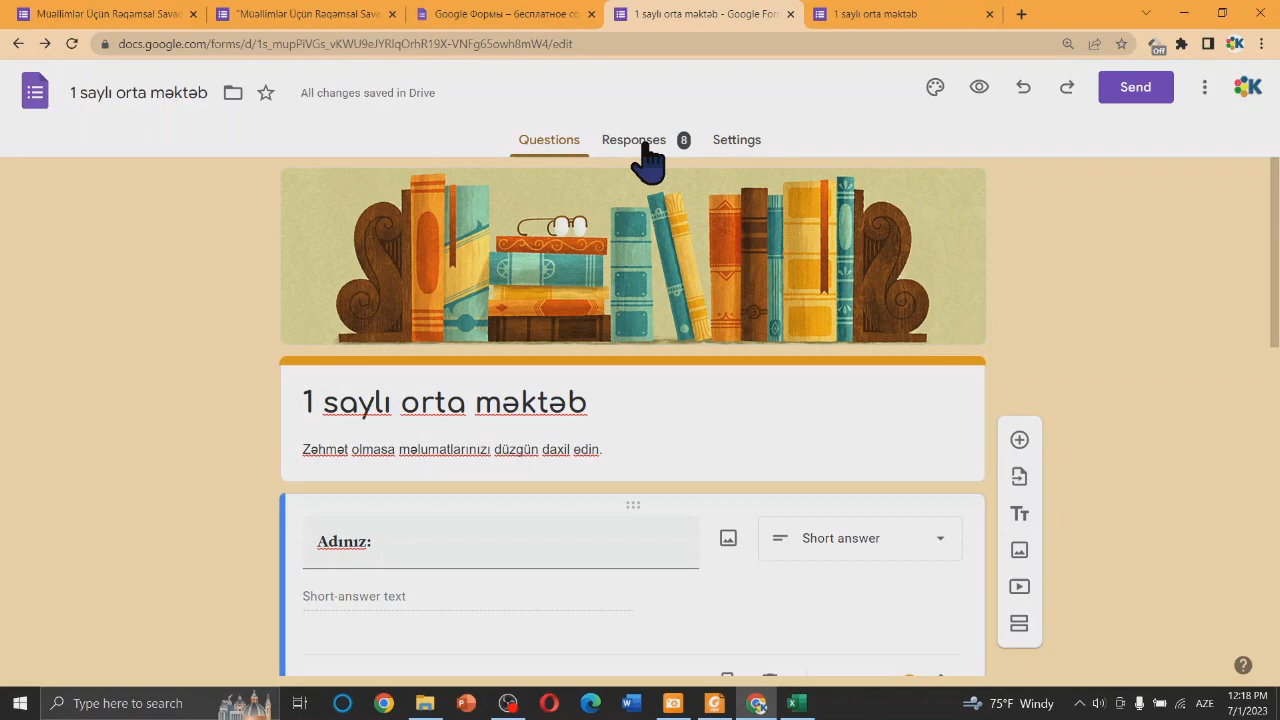 Müəllimlər Üçün Rəqəmsal Savad
"Müəllimlər Üçün Rəqəmsal Sava
Google Формы – бесплатное со
1 saylı orta məktəb - Google For
1 saylı orta məktəb
docs.google.com/forms/d/1s_mupPiVGs_vKWU9eJYRlqOrhR19X-VNFg65owh8mW4/edit
Off
1 saylı orta məktəb
All changes saved in Drive
Send
Questions
Responses
8
Settings
1 saylı orta məktəb
Zəhmət olmasa məlumatlarınızı düzgün daxil edin.
Adınız:
Short answer
Short-answer text
Tт
Type here to search
75°F Windy
AZE
12:18 PM
7/1/2023